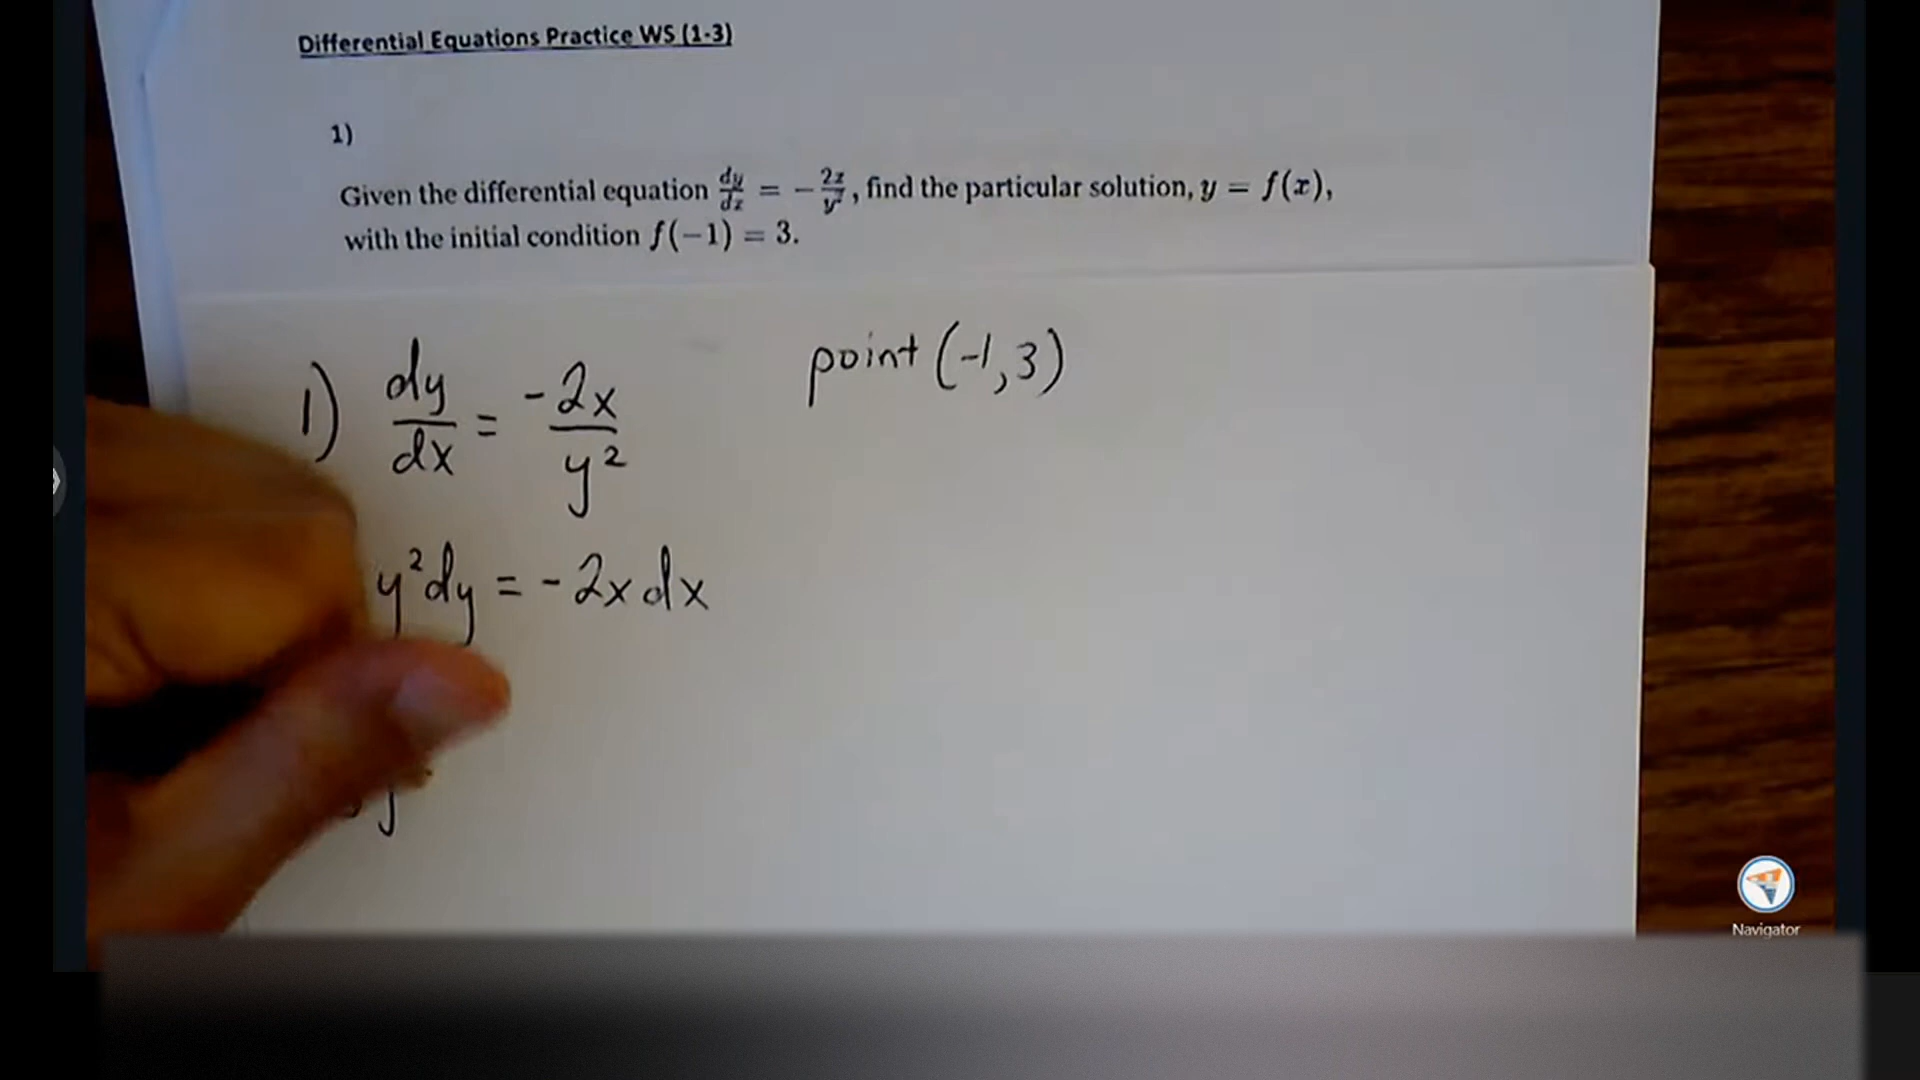 Differential Equations Practice WS (1-3)
1)
Given the differential equation dy/dx = − 2x/y², find the particular solution, y = f(x),
with the initial condition f(−1) = 3.
1) dy/dx = -2x/y² point (-1, 3)
y²dy = -2x dx
Navigator